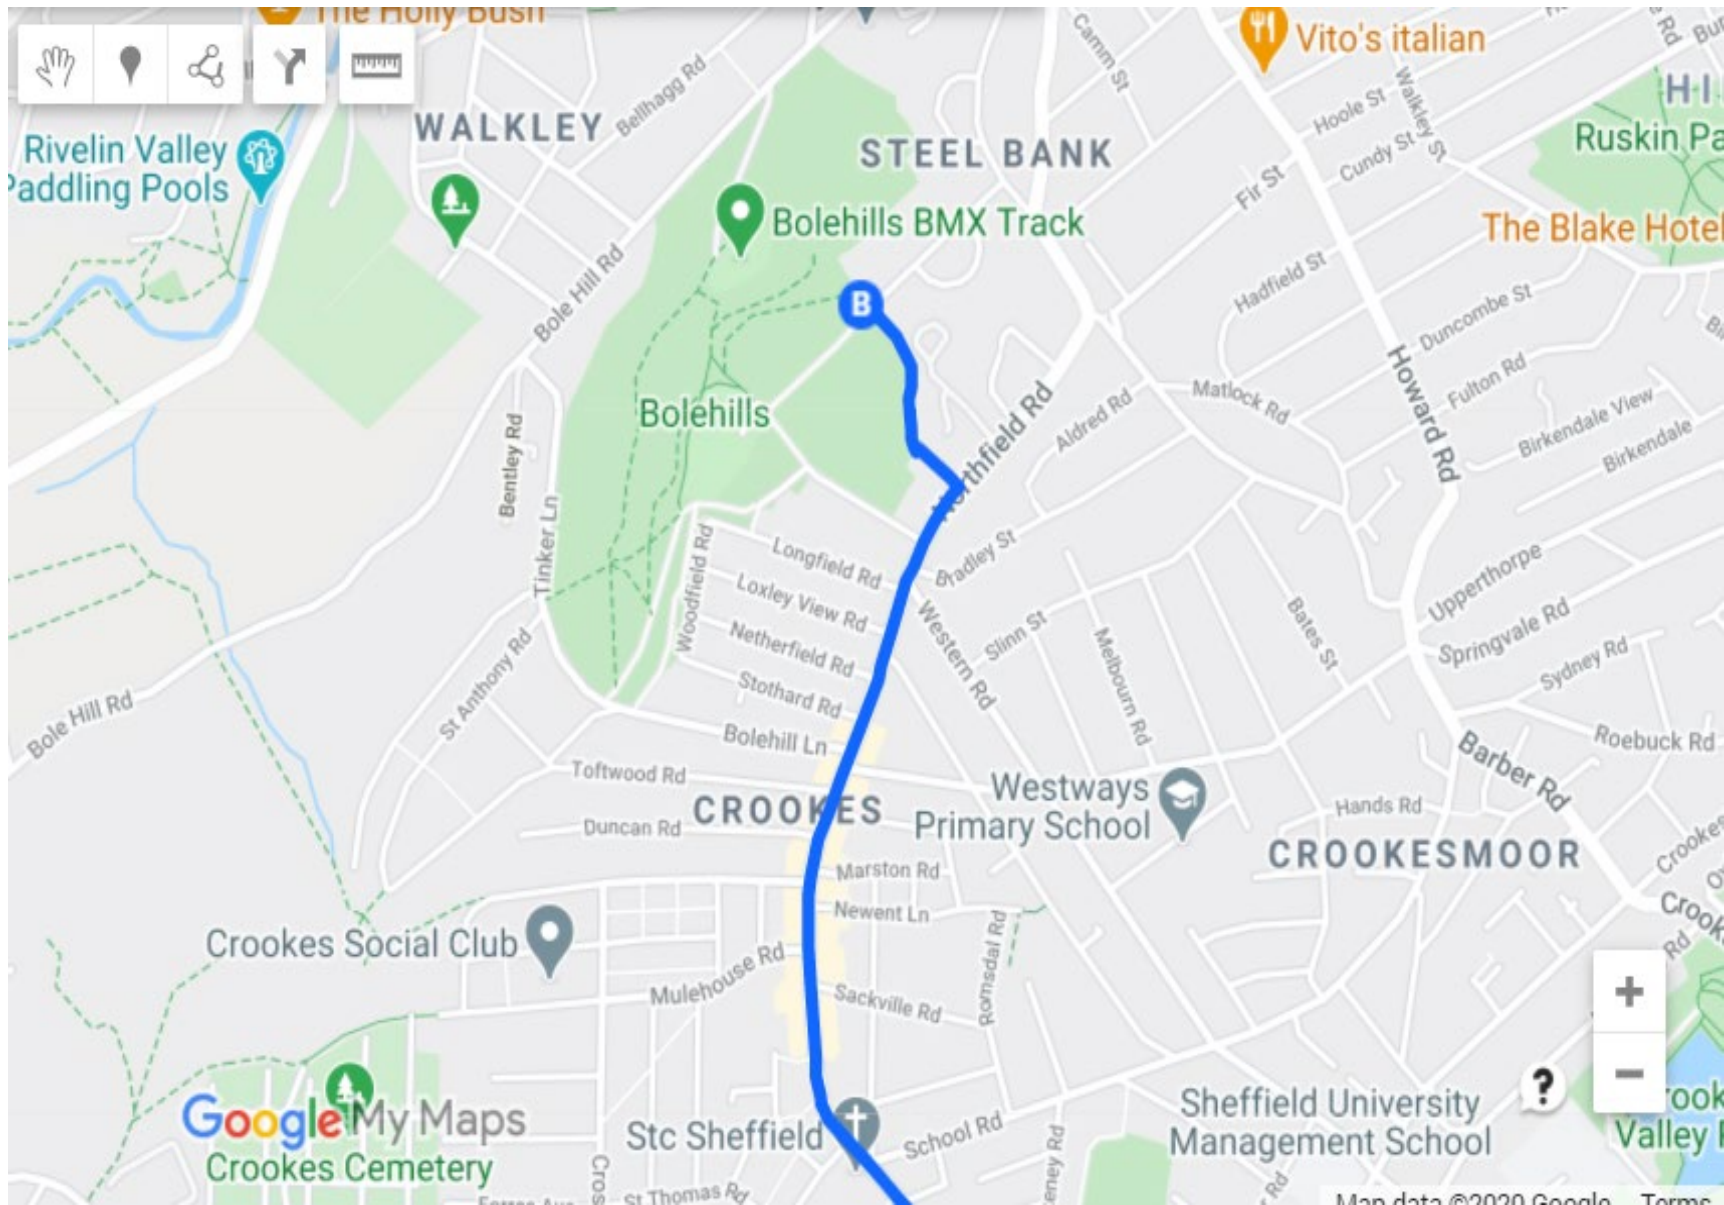 The Holly Bush
Vito's italian
Camm St
Bellhagg Rd
WALKLEY
STEEL BANK
Hoole St
Walkley St
Cundy St
Ruskin Pa
Rivelin Valley
Paddling Pools
Fir St
Bolehills BMX Track
The Blake Hotel
Bole Hill Rd
Hadfield St
Duncombe St
B
Howard Rd
Fulton Rd
Matlock Rd
Aldred Rd
Northfield Rd
Bolehills
Birkendale View
Birkendale
Bentley Rd
Tinker Ln
Woodfield Rd
Longfield Rd
Bradley St
Upperthorpe
Loxley View Rd
Western Rd
Slinn St
Melbourn Rd
Bates St
Springvale Rd
Netherfield Rd
Sydney Rd
St Anthony Rd
Stothard Rd
Bole Hill Rd
Bolehill Ln
Roebuck Rd
Barber Rd
Toftwood Rd
Westways
Primary School
CROOKES
Duncan Rd
Hands Rd
CROOKESMOOR
Marston Rd
Newent Ln
Crookes Social Club
Mulehouse Rd
Sackville Rd
Romsdal Rd
Rd
+
−
?
Google My Maps
Crookes Cemetery
Stc Sheffield
School Rd
Sheffield University
Management School
Valley
St Thomas Rd
Rd
Map data ©2020 Google
Terms